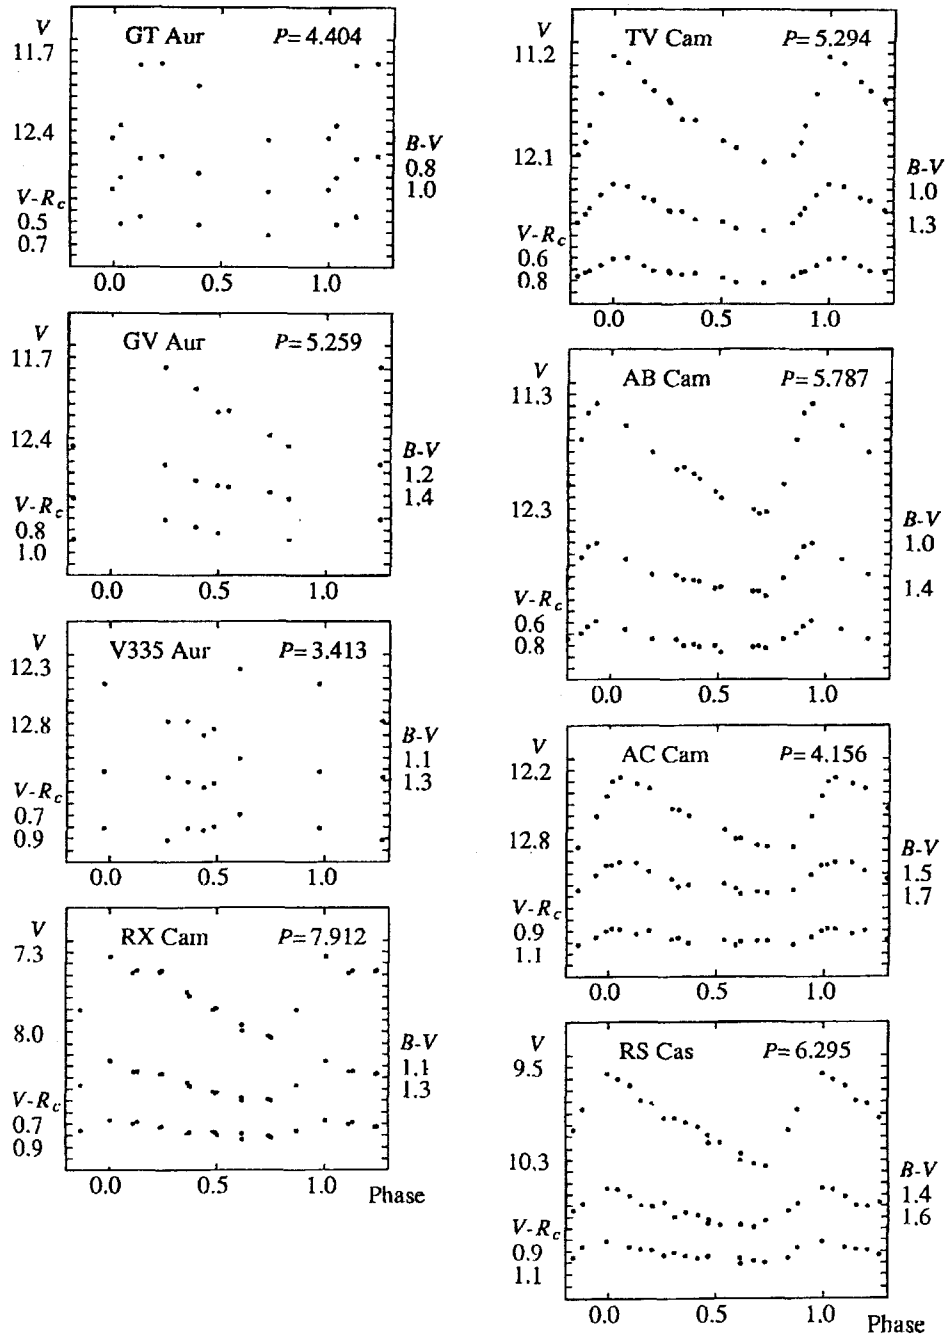 V
GT Aur P= 4.404
11.7
12.4
B-V
0.8
1.0
V-Rc
0.5
0.7
0.0 0.5 1.0
V
GV Aur P= 5.259
11.7
12.4
B-V
1.2
1.4
V-Rc
0.8
1.0
0.0 0.5 1.0
V
V335 Aur P= 3.413
12.3
12.8
B-V
1.1
1.3
V-Rc
0.7
0.9
0.0 0.5 1.0
V
RX Cam P= 7.912
7.3
8.0
B-V
1.1
1.3
V-Rc
0.7
0.9
0.0 0.5 1.0 Phase
V
TV Cam P= 5.294
11.2
12.1
B-V
1.0
1.3
V-Rc
0.6
0.8
0.0 0.5 1.0
V
AB Cam P= 5.787
11.3
12.3
B-V
1.0
1.4
V-Rc
0.6
0.8
0.0 0.5 1.0
V
AC Cam P= 4.156
12.2
12.8
B-V
1.5
1.7
V-Rc
0.9
1.1
0.0 0.5 1.0
V
RS Cas P= 6.295
9.5
10.3
B-V
1.4
1.6
V-Rc
0.9
1.1
0.0 0.5 1.0 Phase